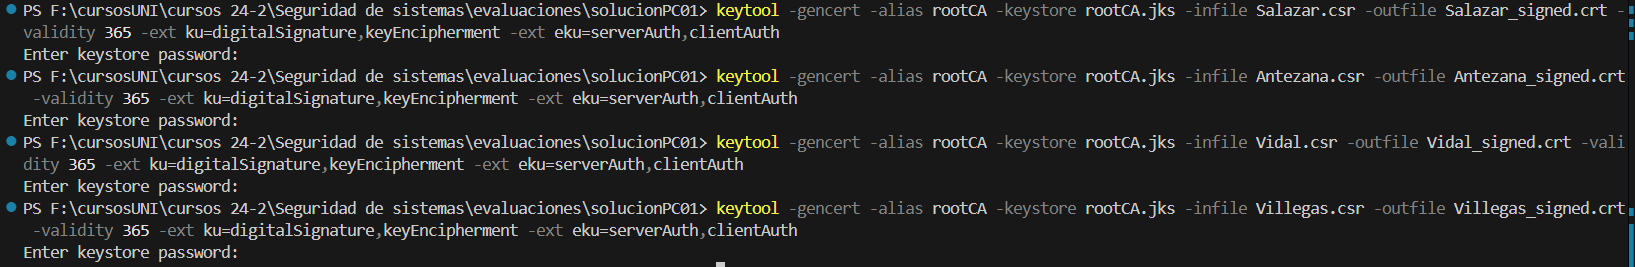 PS F:\cursosUNI\cursos 24-2\Seguridad de sistemas\evaluaciones\solucionPC01> keytool -gencert -alias rootCA -keystore rootCA.jks -infile Salazar.csr -outfile Salazar_signed.crt -
validity 365 -ext ku=digitalSignature,keyEncipherment -ext eku=serverAuth,clientAuth
Enter keystore password:
PS F:\cursosUNI\cursos 24-2\Seguridad de sistemas\evaluaciones\solucionPC01> keytool -gencert -alias rootCA -keystore rootCA.jks -infile Antezana.csr -outfile Antezana_signed.crt
-validity 365 -ext ku=digitalSignature,keyEncipherment -ext eku=serverAuth,clientAuth
Enter keystore password:
PS F:\cursosUNI\cursos 24-2\Seguridad de sistemas\evaluaciones\solucionPC01> keytool -gencert -alias rootCA -keystore rootCA.jks -infile Vidal.csr -outfile Vidal_signed.crt -vali
dity 365 -ext ku=digitalSignature,keyEncipherment -ext eku=serverAuth,clientAuth
Enter keystore password:
PS F:\cursosUNI\cursos 24-2\Seguridad de sistemas\evaluaciones\solucionPC01> keytool -gencert -alias rootCA -keystore rootCA.jks -infile Villegas.csr -outfile Villegas_signed.crt
-validity 365 -ext ku=digitalSignature,keyEncipherment -ext eku=serverAuth,clientAuth
Enter keystore password: